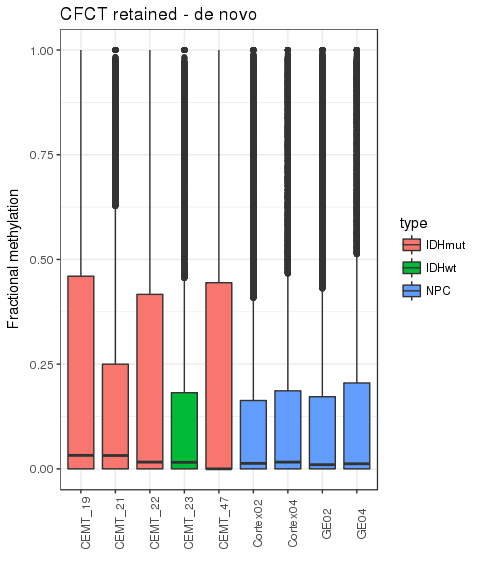 CFCT retained - de novo
Fractional methylation
1.00
0.75
0.50
0.25
0.00
CEMT_19
CEMT_21
CEMT_22
CEMT_23
CEMT_47
Cortex02
Cortex04
GE02
GE04
type
IDHmut
IDHwt
NPC